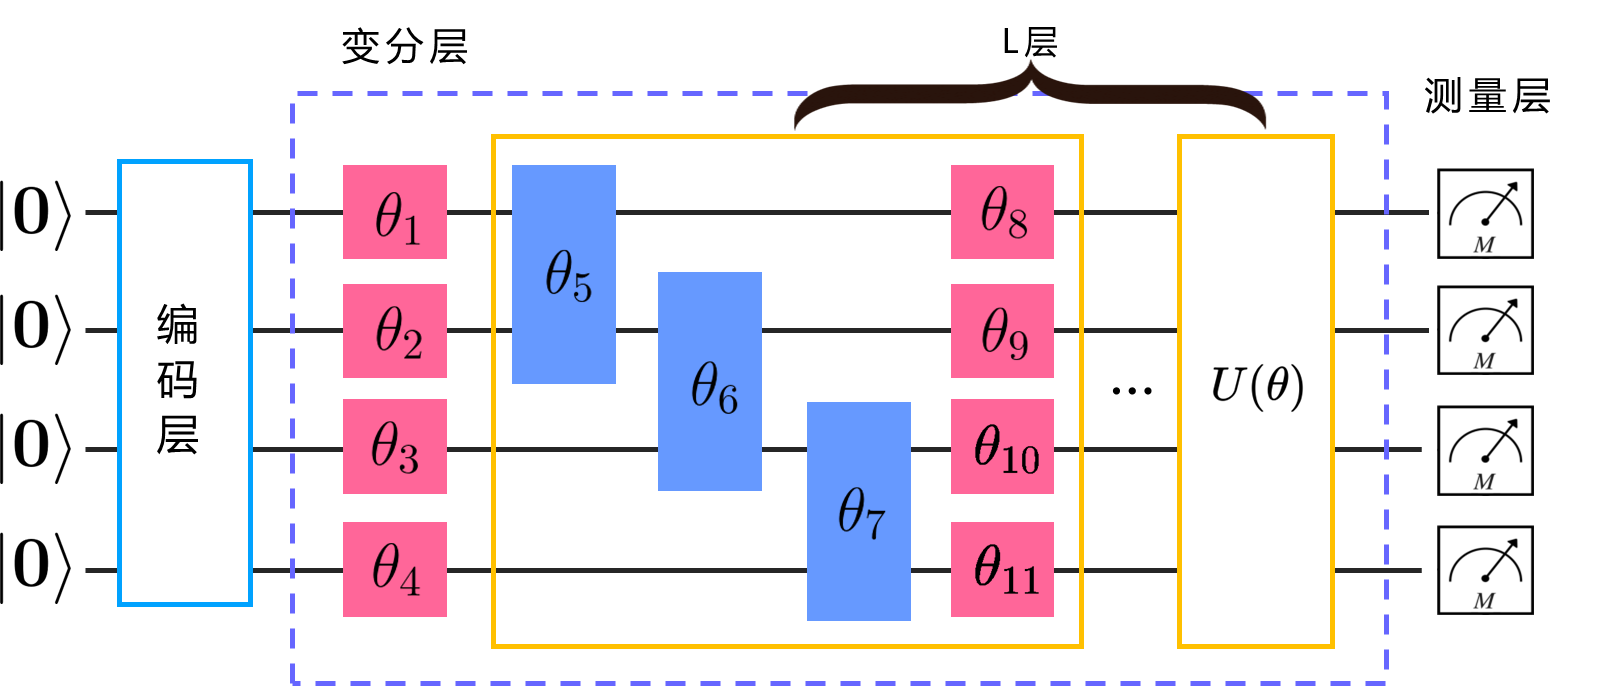 变分层
L层
测量层
|0⟩
|0⟩
|0⟩
|0⟩
编
码
层
θ₁
θ₂
θ₃
θ₄
θ₅
θ₆
θ₇
θ₈
θ₉
θ₁₀
θ₁₁
...
U(θ)
M
M
M
M